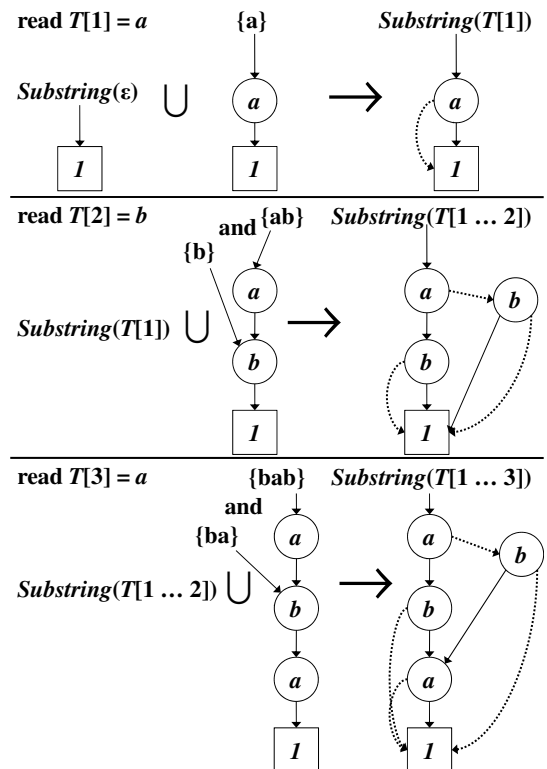 read T[1] = a
{a}
Substring(T[1])
Substring(ε) ∪
a
→
a
1
1
1
read T[2] = b
{b}
and
{ab}
Substring(T[1 … 2])
a
a
b
Substring(T[1]) ∪
→
b
b
1
1
read T[3] = a
{bab}
Substring(T[1 … 3])
and
{ba}
a
a
b
Substring(T[1 … 2]) ∪
→
b
b
a
a
1
1